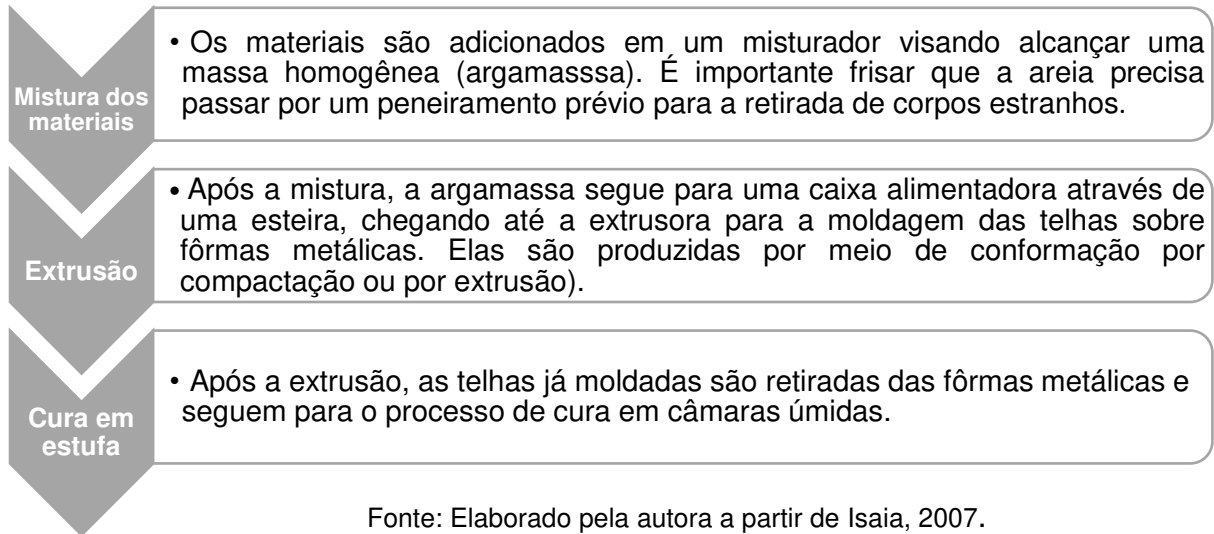 Mistura dos
materiais
• Os materiais são adicionados em um misturador visando alcançar uma
massa homogênea (argamasssa). É importante frisar que a areia precisa
passar por um peneiramento prévio para a retirada de corpos estranhos.
Extrusão
• Após a mistura, a argamassa segue para uma caixa alimentadora através de
uma esteira, chegando até a extrusora para a moldagem das telhas sobre
fôrmas metálicas. Elas são produzidas por meio de conformação por
compactação ou por extrusão).
Cura em
estufa
• Após a extrusão, as telhas já moldadas são retiradas das fôrmas metálicas e
seguem para o processo de cura em câmaras úmidas.
Fonte: Elaborado pela autora a partir de Isaia, 2007.